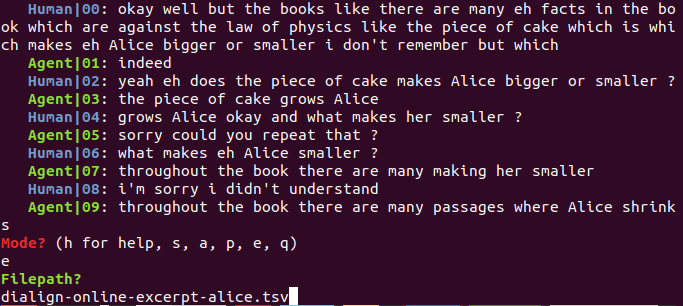 Human|00: okay well but the books like there are many eh facts in the bo
ok which are against the law of physics like the piece of cake which is whi
ch makes eh Alice bigger or smaller i don't remember but which
Agent|01: indeed
Human|02: yeah eh does the piece of cake makes Alice bigger or smaller ?
Agent|03: the piece of cake grows Alice
Human|04: grows Alice okay and what makes her smaller ?
Agent|05: sorry could you repeat that ?
Human|06: what makes eh Alice smaller ?
Agent|07: throughout the book there are many making her smaller
Human|08: i'm sorry i didn't understand
Agent|09: throughout the book there are many passages where Alice shrink
s
Mode? (h for help, s, a, p, e, q)
e
Filepath?
dialign-online-excerpt-alice.tsv